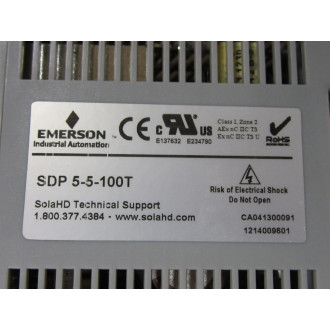 EMERSON
Industrial Automation
CE
c UL US
E137632 E234790
Class 1, Zone 2
AEx nC IIC T3
Ex nC IIC T3 U
RoHS
SDP 5-5-100T
SolaHD Technical Support
1.800.377.4384 - www.solahd.com
Risk of Electrical Shock
Do Not Open
CA041300091
1214009601